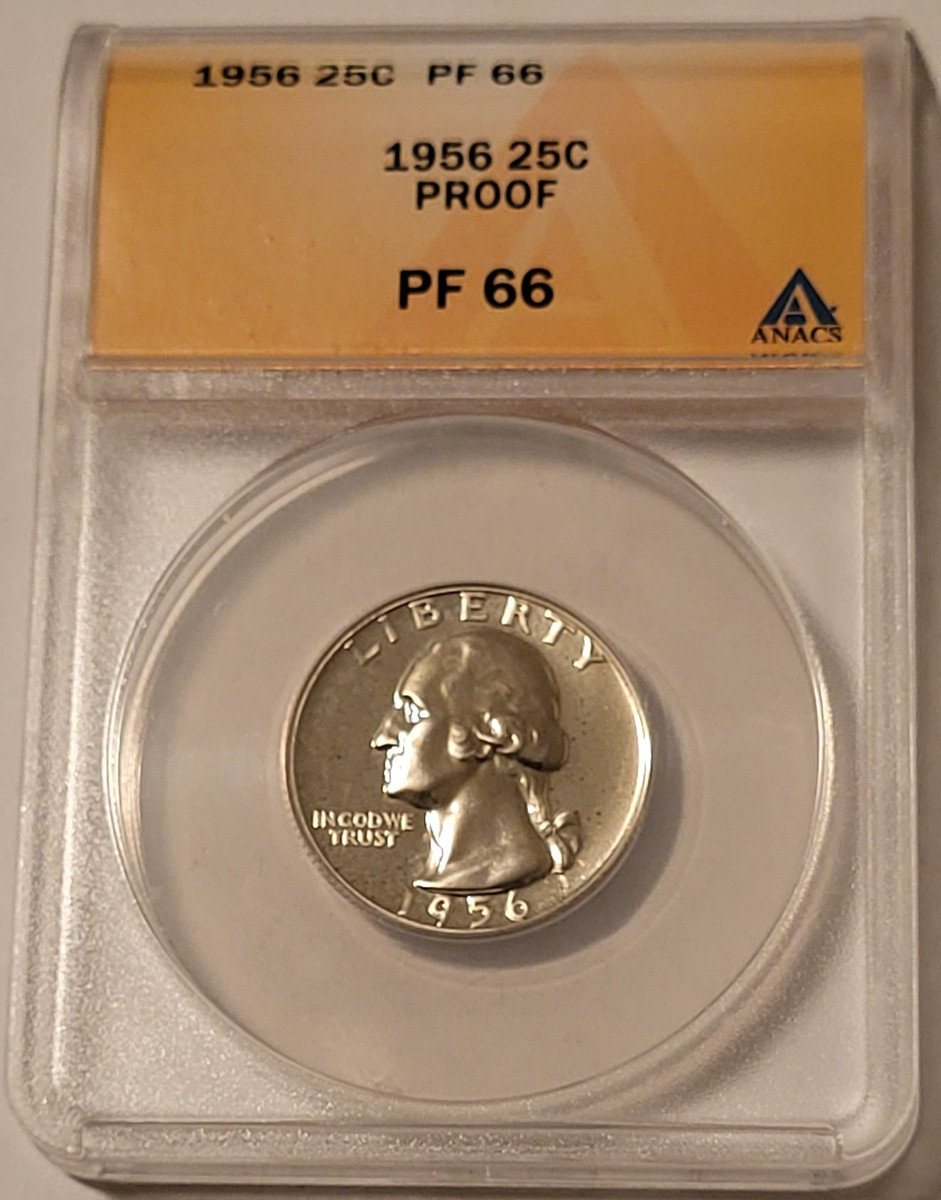 1956 25C PF 66
1956 25C
PROOF
PF 66
ANACS
LIBERTY
IN GOD WE
TRUST
1956